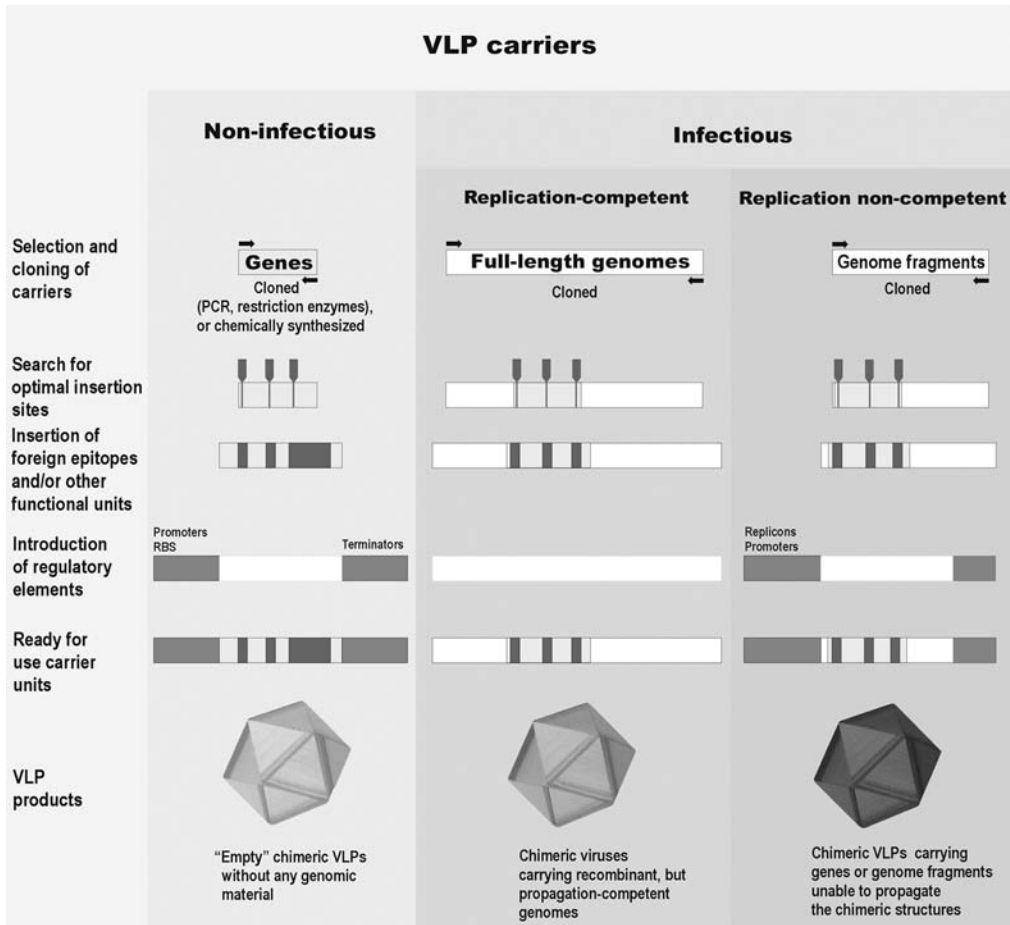 VLP carriers
Non-infectious
Infectious
Replication-competent
Replication non-competent
Selection and
cloning of
carriers
Genes
Cloned
(PCR, restriction enzymes),
or chemically synthesized
Full-length genomes
Cloned
Genome fragments
Cloned
Search for
optimal insertion
sites
Insertion of
foreign epitopes
and/or other
functional units
Introduction
of regulatory
elements
Promoters
RBS
Terminators
Replicons
Promoters
Ready for
use carrier
units
VLP
products
“Empty” chimeric VLPs
without any genomic
material
Chimeric viruses
carrying recombinant, but
propagation-competent
genomes
Chimeric VLPs carrying
genes or genome fragments
unable to propagate
the chimeric structures